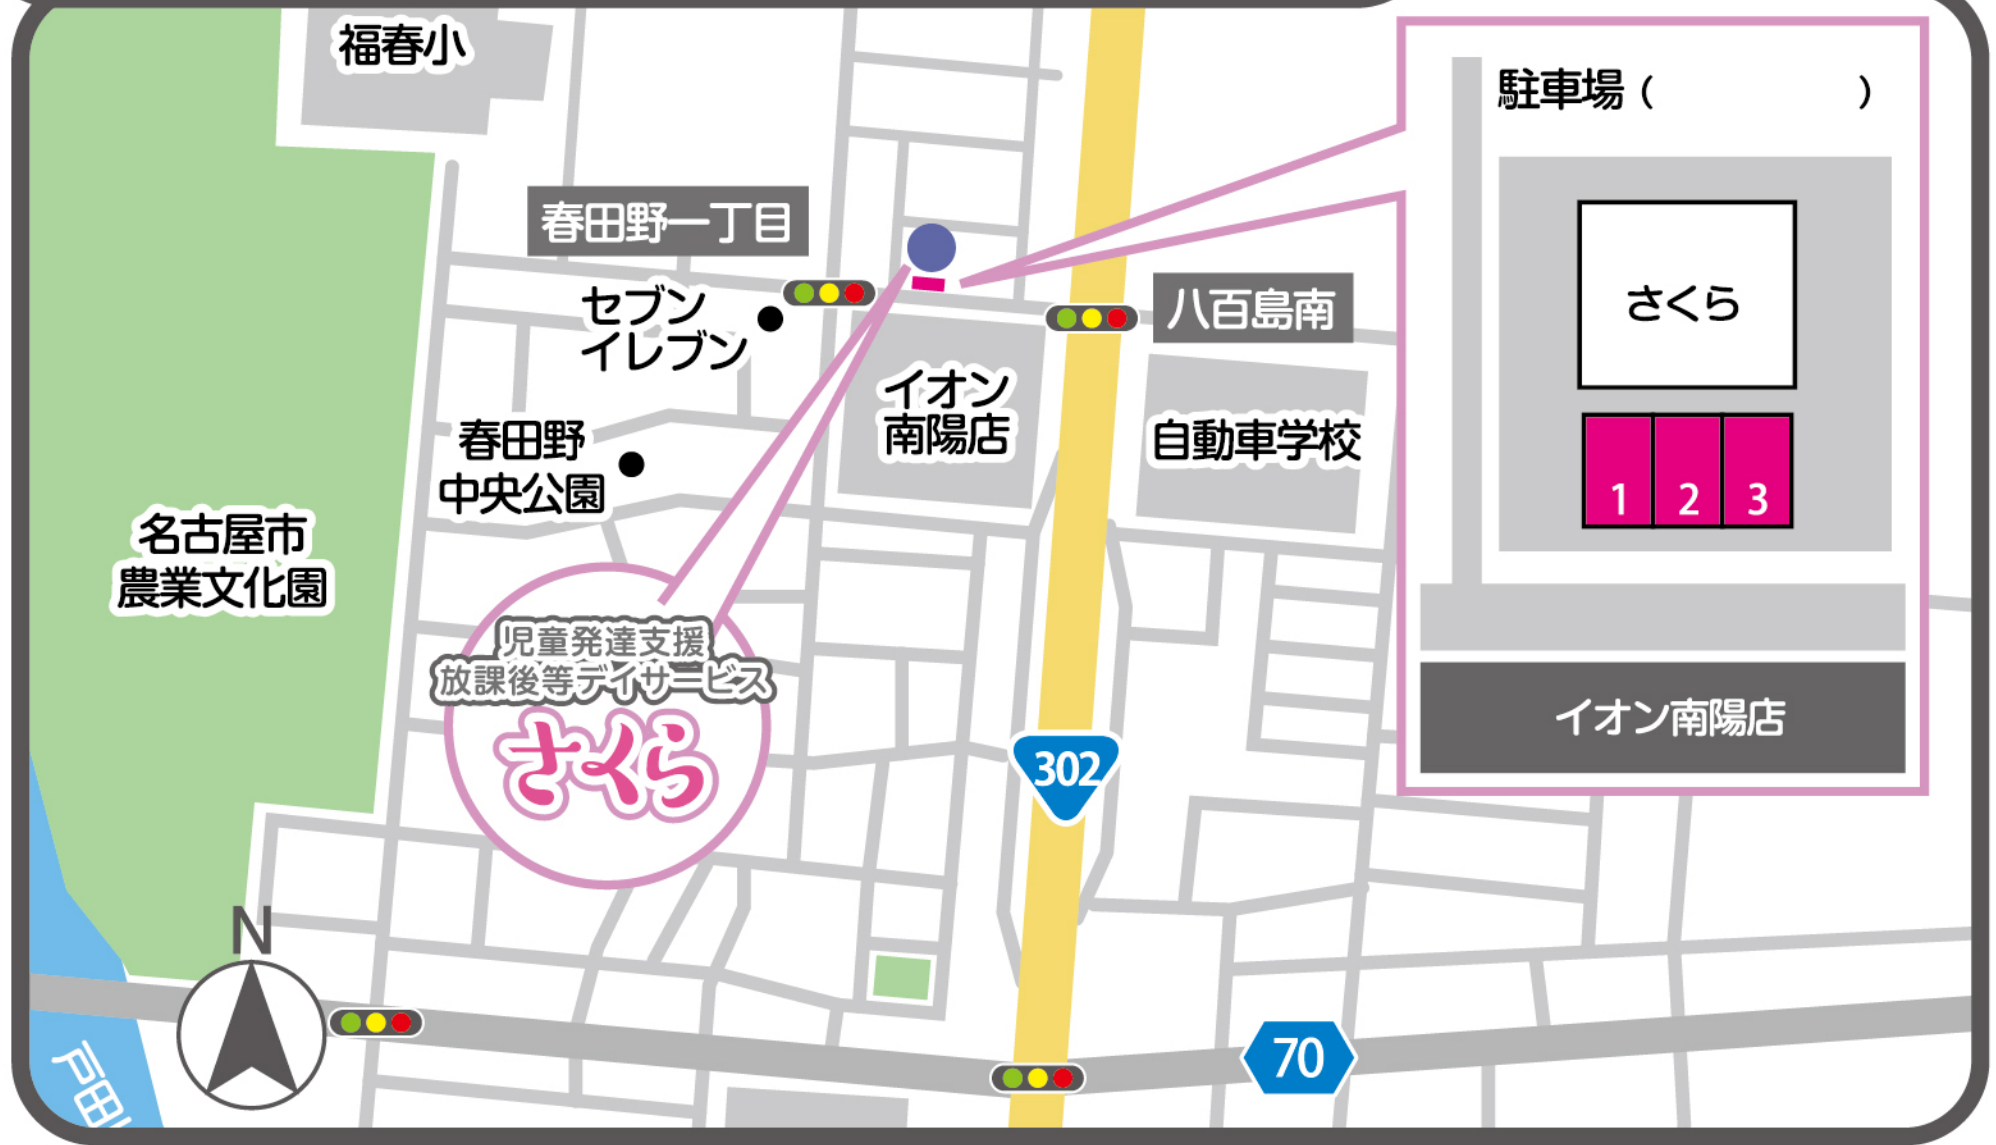 福春小
駐車場（　　　　　）
春田野一丁目
さくら
セブン
イレブン
八百島南
イオン
南陽店
自動車学校
春田野
中央公園
1 2 3
名古屋市
農業文化園
児童発達支援
放課後等デイサービス
さくら
イオン南陽店
302
N
70
戸田